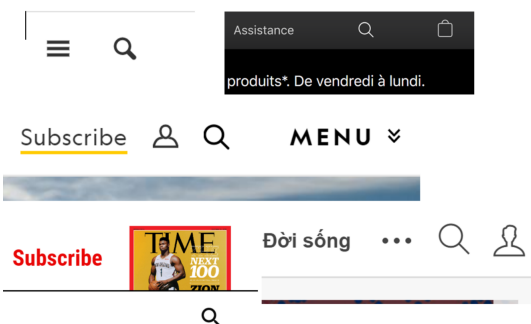 Assistance
produits*. De vendredi à lundi.
Subscribe
MENU
Subscribe
TIME
NEXT
100
ZION
Đời sống